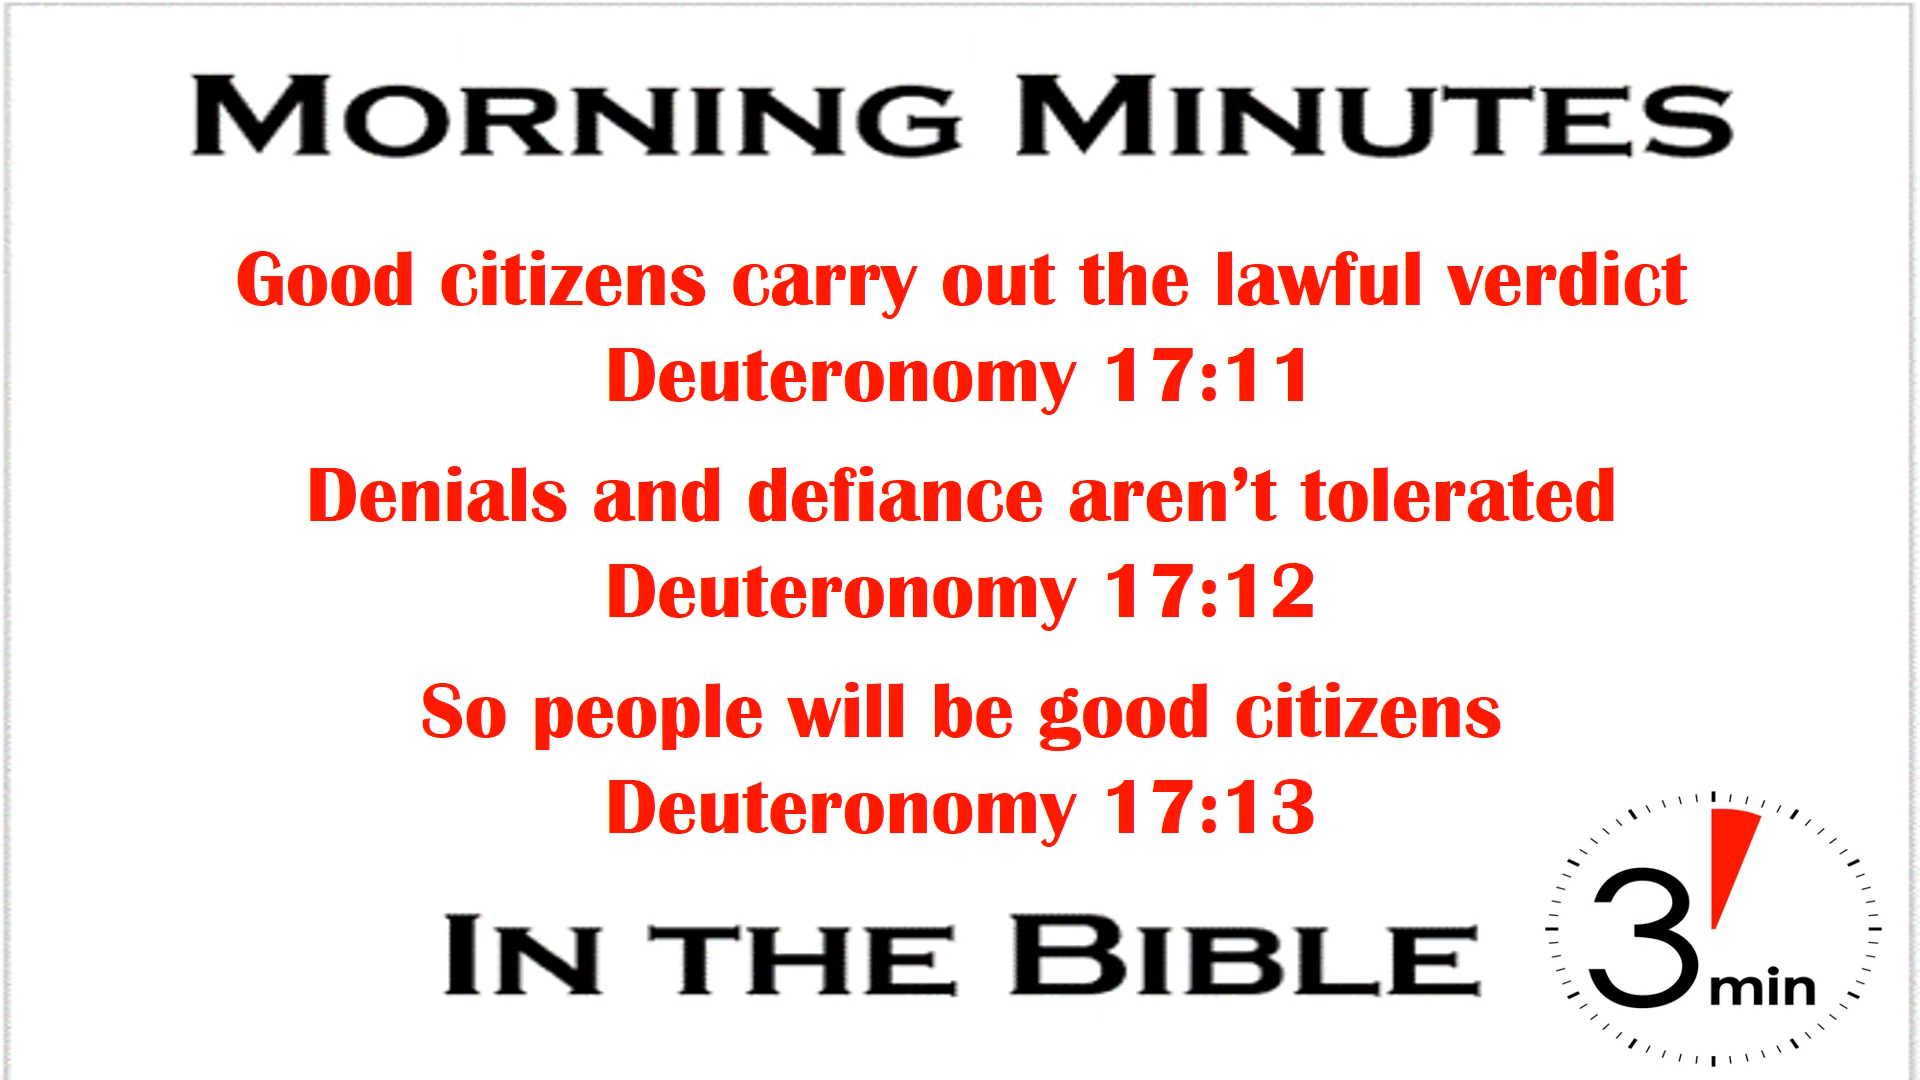 MORNING MINUTES
Good citizens carry out the lawful verdict
Deuteronomy 17:11
Denials and defiance aren’t tolerated
Deuteronomy 17:12
So people will be good citizens
Deuteronomy 17:13
IN THE BIBLE
3 min